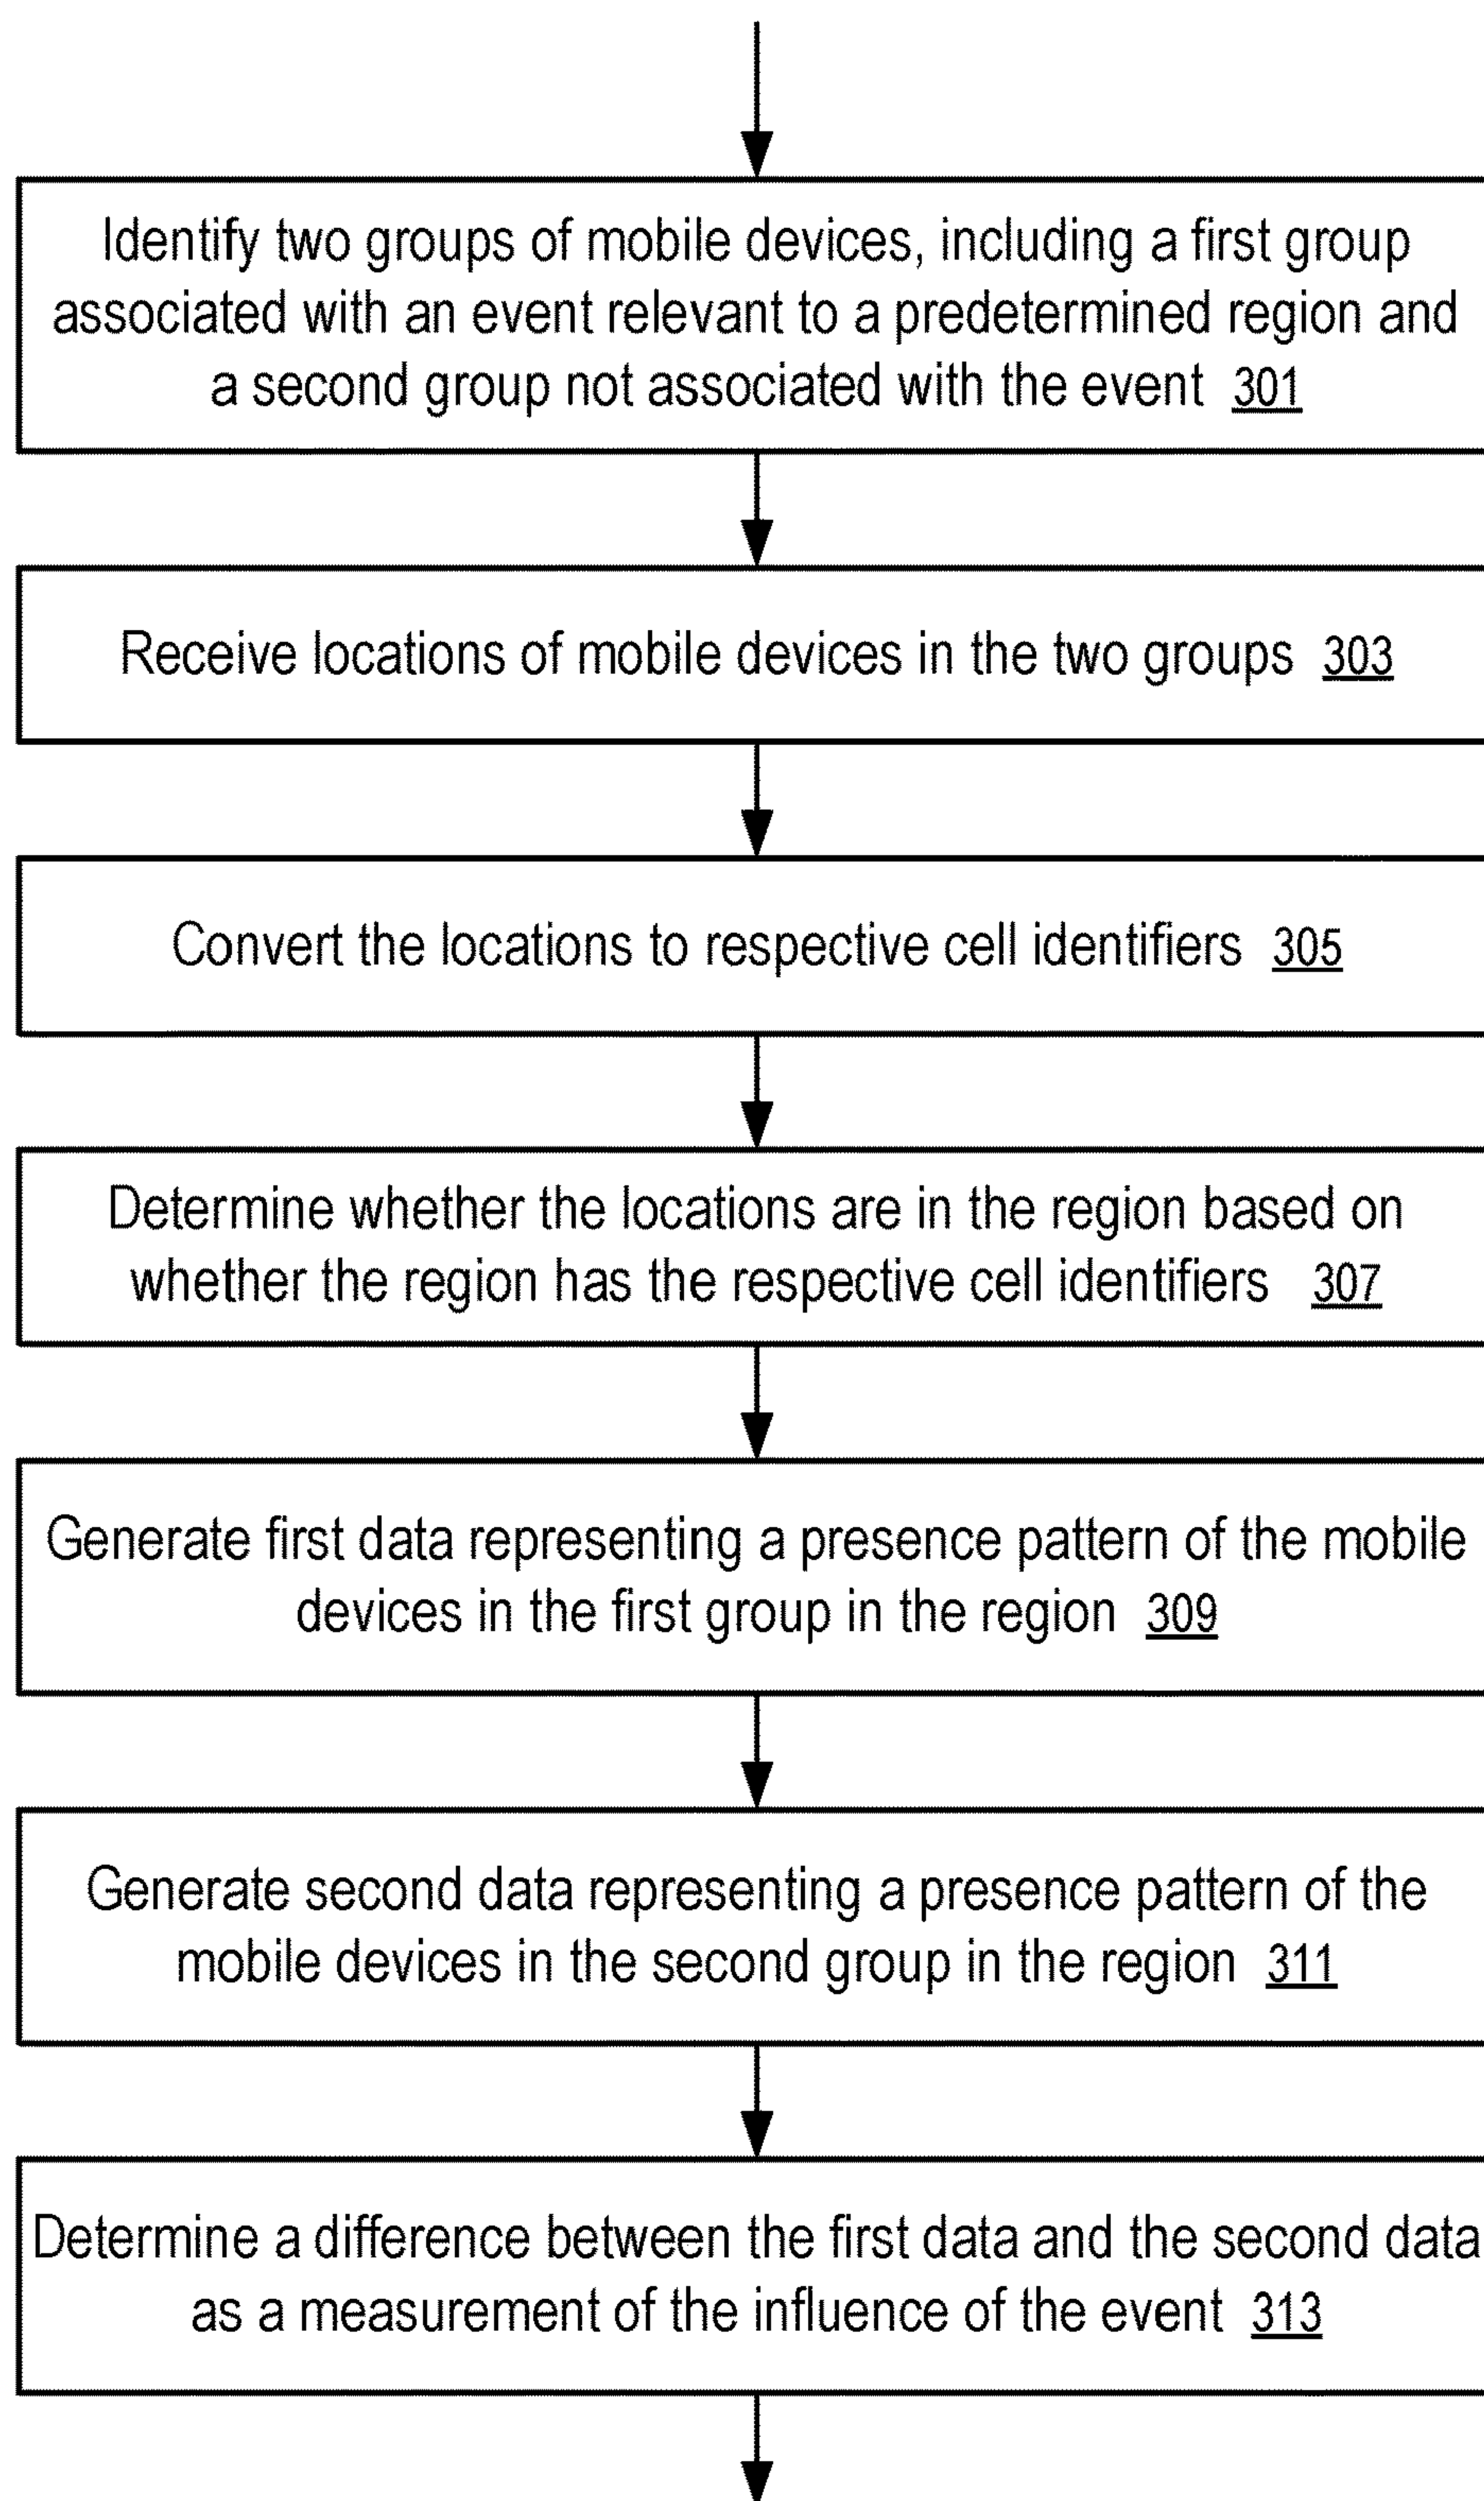 Identify two groups of mobile devices, including a first group
associated with an event relevant to a predetermined region and
a second group not associated with the event 301
Receive locations of mobile devices in the two groups 303
Convert the locations to respective cell identifiers 305
Determine whether the locations are in the region based on
whether the region has the respective cell identifiers 307
Generate first data representing a presence pattern of the mobile
devices in the first group in the region 309
Generate second data representing a presence pattern of the
mobile devices in the second group in the region 311
Determine a difference between the first data and the second data
as a measurement of the influence of the event 313